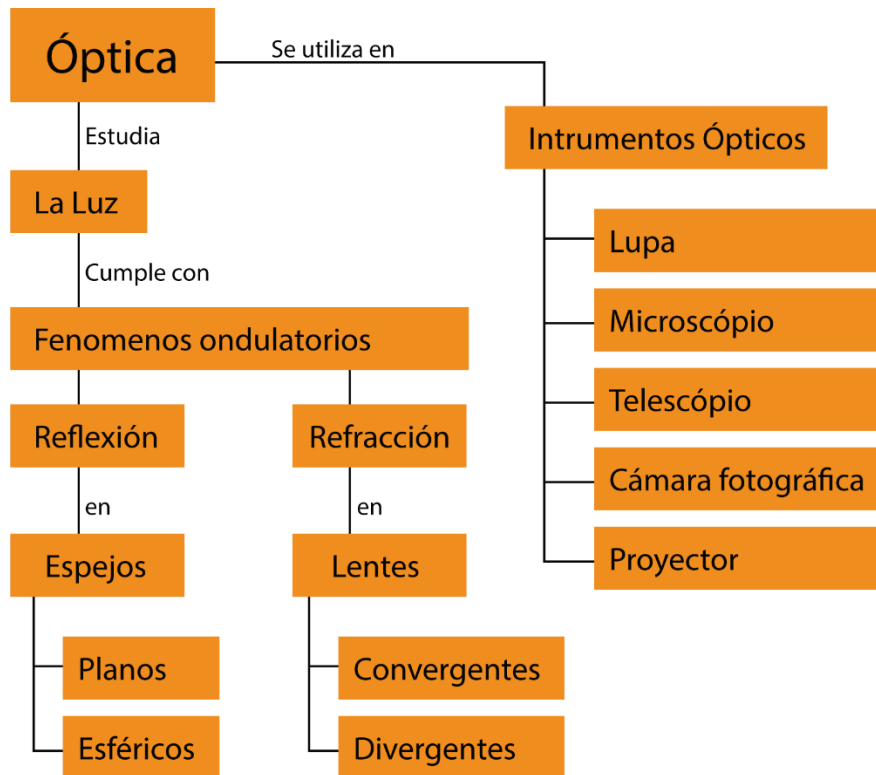 Óptica
Se utiliza en
Estudia
Intrumentos Ópticos
La Luz
Lupa
Cumple con
Microscópio
Fenomenos ondulatorios
Telescópio
Reflexión
Refracción
Cámara fotográfica
en
en
Proyector
Espejos
Lentes
Planos
Convergentes
Esféricos
Divergentes